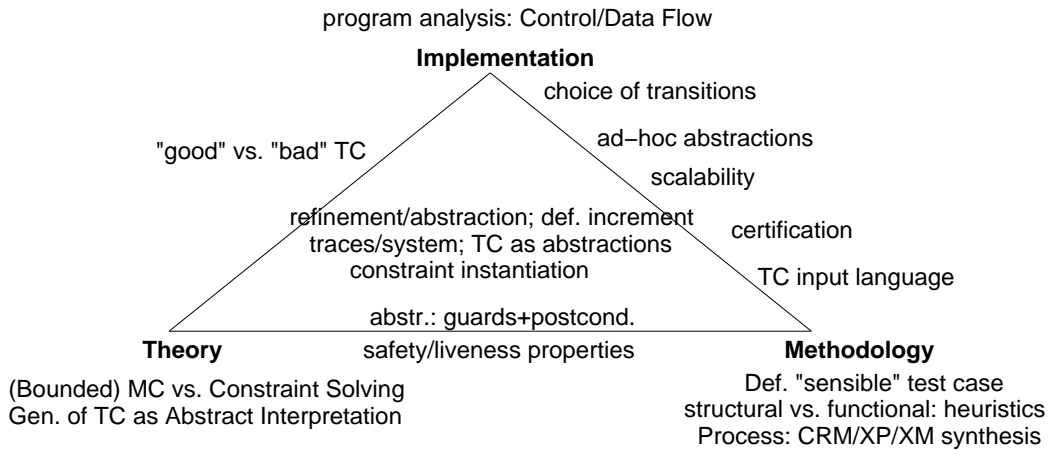 program analysis: Control/Data Flow
Implementation
choice of transitions
"good" vs. "bad" TC
ad−hoc abstractions
scalability
refinement/abstraction; def. increment
certification
traces/system; TC as abstractions
constraint instantiation
TC input language
abstr.: guards+postcond.
Theory
safety/liveness properties
Methodology
(Bounded) MC vs. Constraint Solving
Gen. of TC as Abstract Interpretation
Def. "sensible" test case
structural vs. functional: heuristics
Process: CRM/XP/XM synthesis